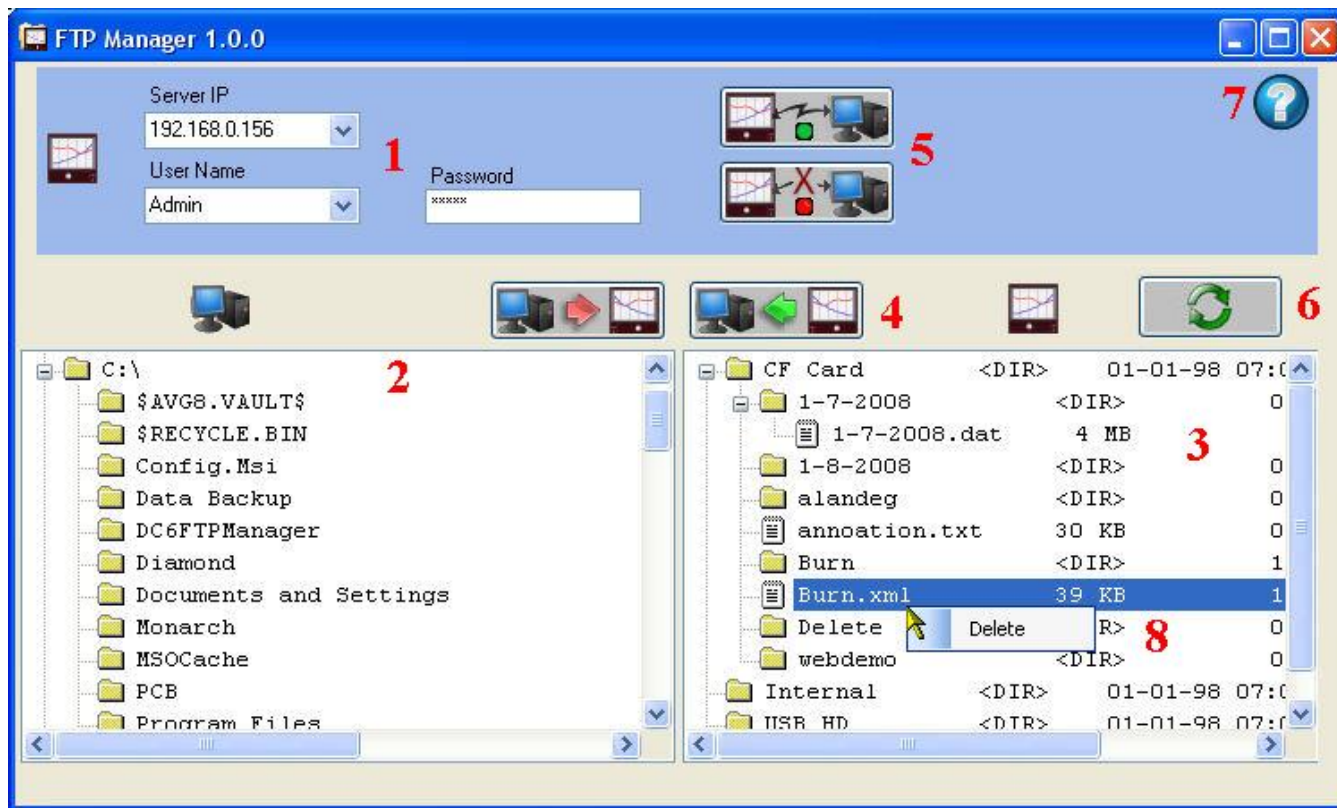 FTP Manager 1.0.0
Server IP
192.168.0.156
1
User Name
Admin
Password
xxxxx
5
7
4
6
2
C:\
$AVG8.VAULT$
$RECYCLE.BIN
Config.Msi
Data Backup
DC6FTPManager
Diamond
Documents and Settings
Monarch
MSOCache
PCB
Program Files
CF Card <DIR> 01-01-98 07:0
1-7-2008 <DIR> 0
1-7-2008.dat 4 MB
3
1-8-2008 <DIR> 0
alandeg <DIR> 0
annoation.txt 30 KB 0
Burn <DIR> 1
Burn.xml 39 KB 1
Delete R> 0
Delete
8
webdemo <DIR> 0
Internal <DIR> 01-01-98 07:0
USB HD <DIR> 01-01-98 07:0